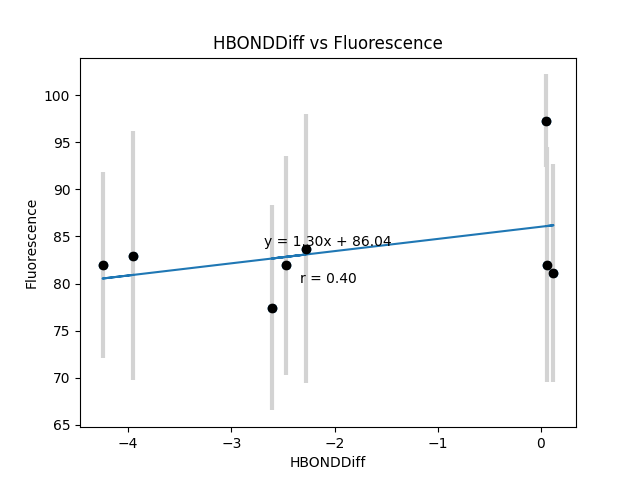 HBONDDiff vs Fluorescence
100
95
90
85
80
75
70
65
Fluorescence
y = 1.30x + 86.04
r = 0.40
−4
−3
−2
−1
0
HBONDDiff